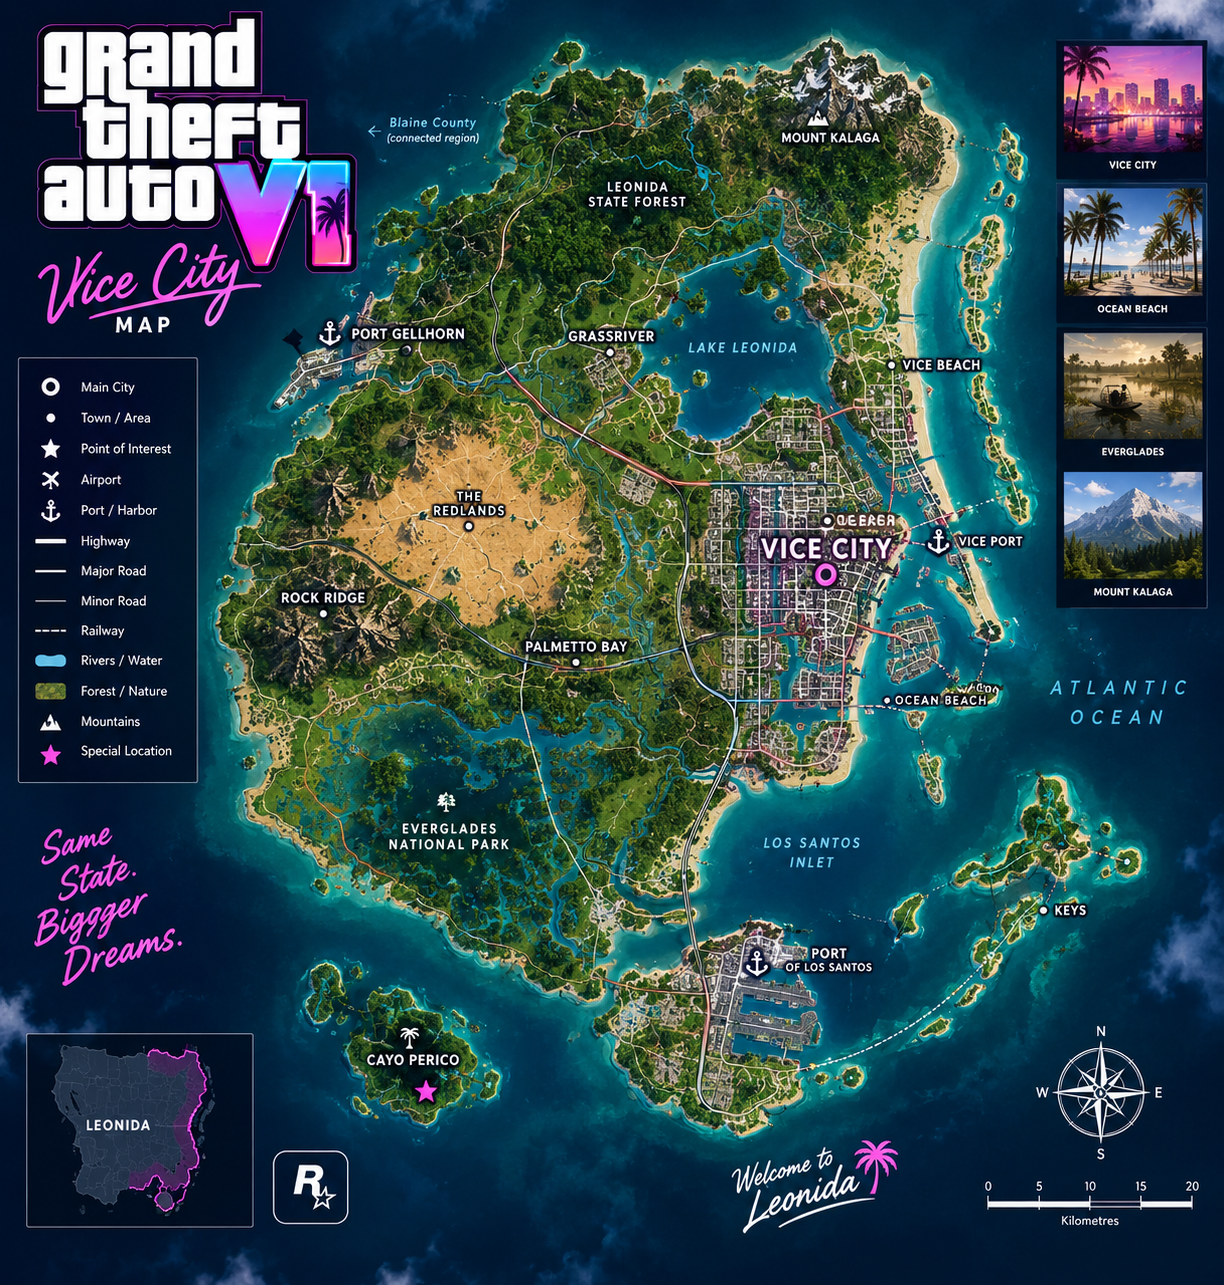 grand
theft
auto VI
Vice City
MAP
Main City
Town / Area
Point of Interest
Airport
Port / Harbor
Highway
Major Road
Minor Road
Railway
Rivers / Water
Forest / Nature
Mountains
Special Location
Same
State.
Biggger
Dreams.
LEONIDA
R
← Blaine County
(connected region)
MOUNT KALAGA
LEONIDA
STATE FOREST
PORT GELLHORN
GRASSRIVER
LAKE LEONIDA
VICE BEACH
THE
REDLANDS
VICE CITY
VICE PORT
ROCK RIDGE
PALMETTO BAY
OCEAN BEACH
ATLANTIC
OCEAN
EVERGLADES
NATIONAL PARK
LOS SANTOS
INLET
KEYS
PORT
OF LOS SANTOS
CAYO PERICO
Welcome to
Leonida
VICE CITY
OCEAN BEACH
EVERGLADES
MOUNT KALAGA
N
W E
S
0 5 10 15 20
Kilometres